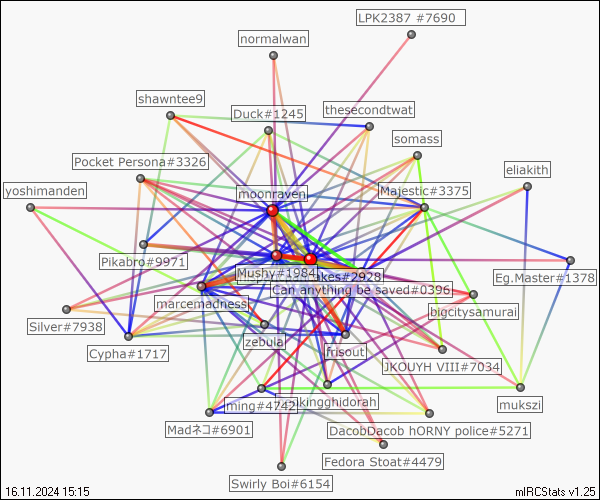 LPK2387 #7690
normalwan
shawntee9
Duck#1245
thesecondtwat
somass
Pocket Persona#3326
eliakith
yoshimanden
moonraven
Majestic#3375
Pikabro#9971
Mushy#1984
akes#2928
Eg.Master#1378
Can anything be saved#0396
marcemadness
bigcitysamurai
Silver#7938
zebula
frisout
Cypha#1717
JKOUYH VIII#7034
mukszi
ming#4742
kingghidorah
Madネコ#6901
DacobDacob hORNY police#5271
Fedora Stoat#4479
Swirly Boi#6154
16.11.2024 15:15
mIRCStats v1.25